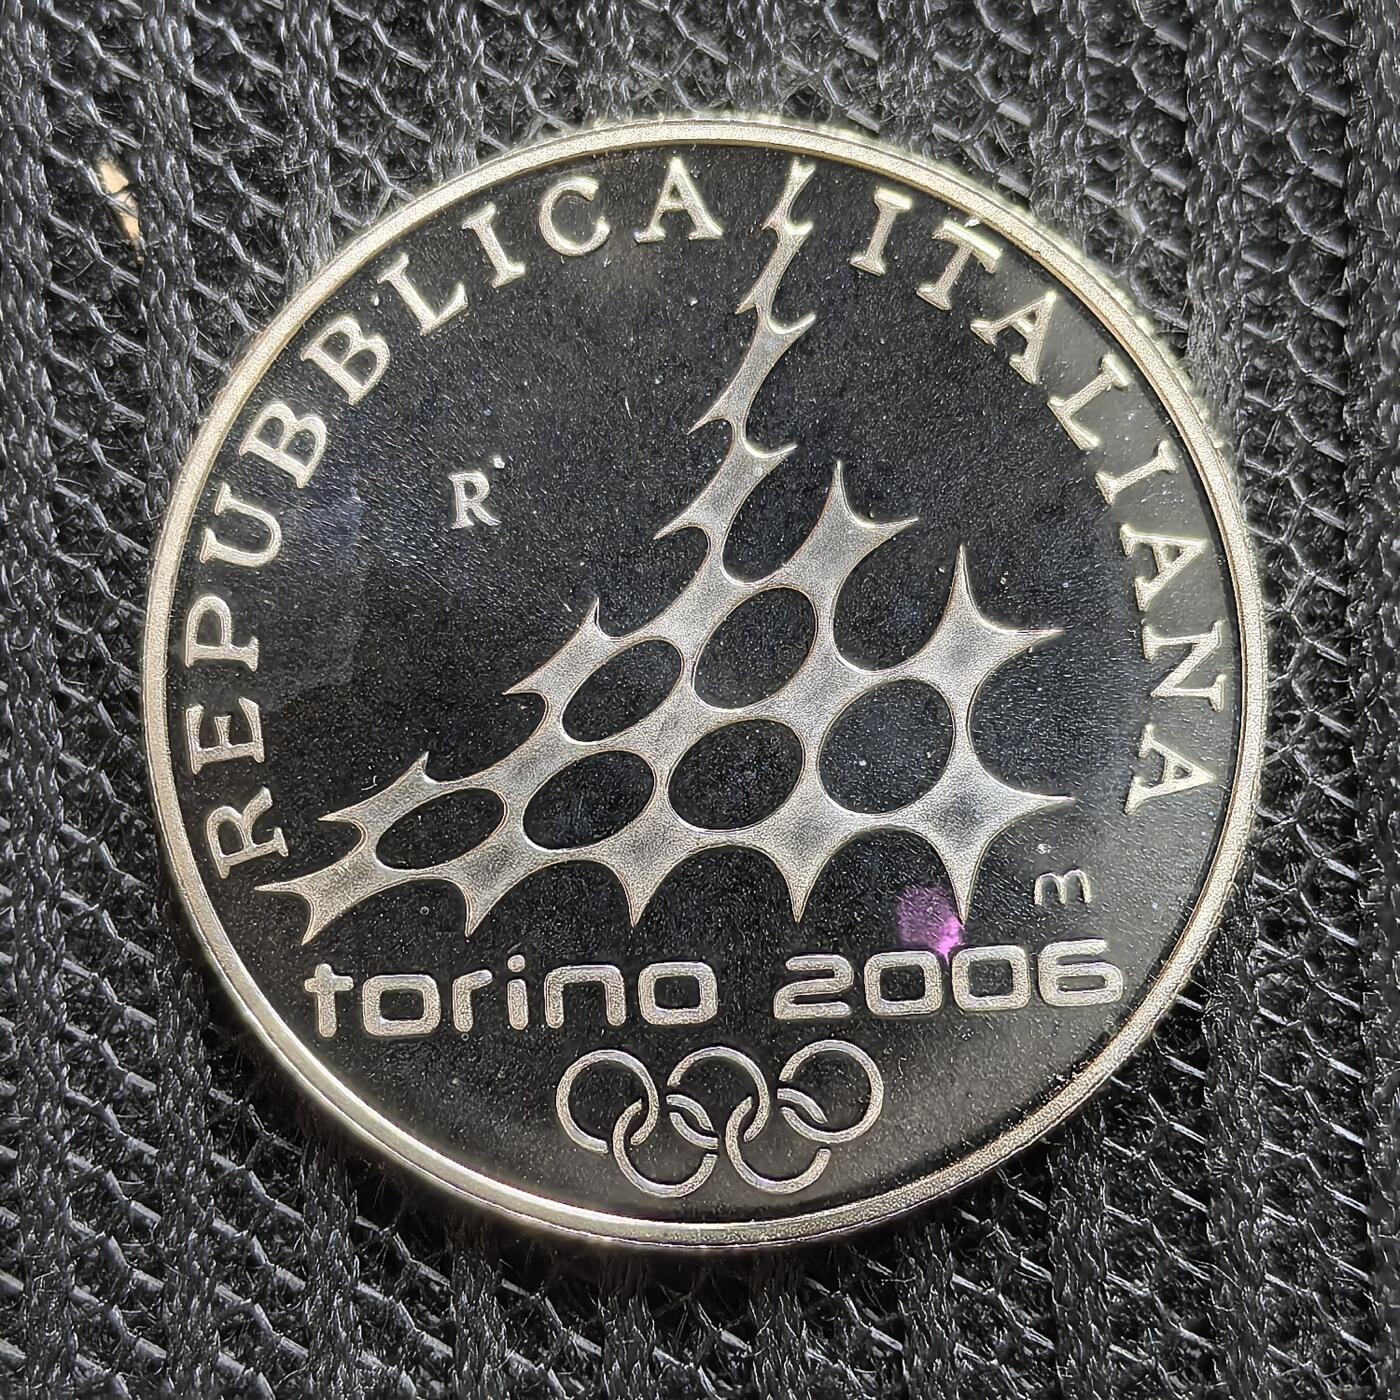 REPUBBLICA ITALIANA
R
m
torino 2006